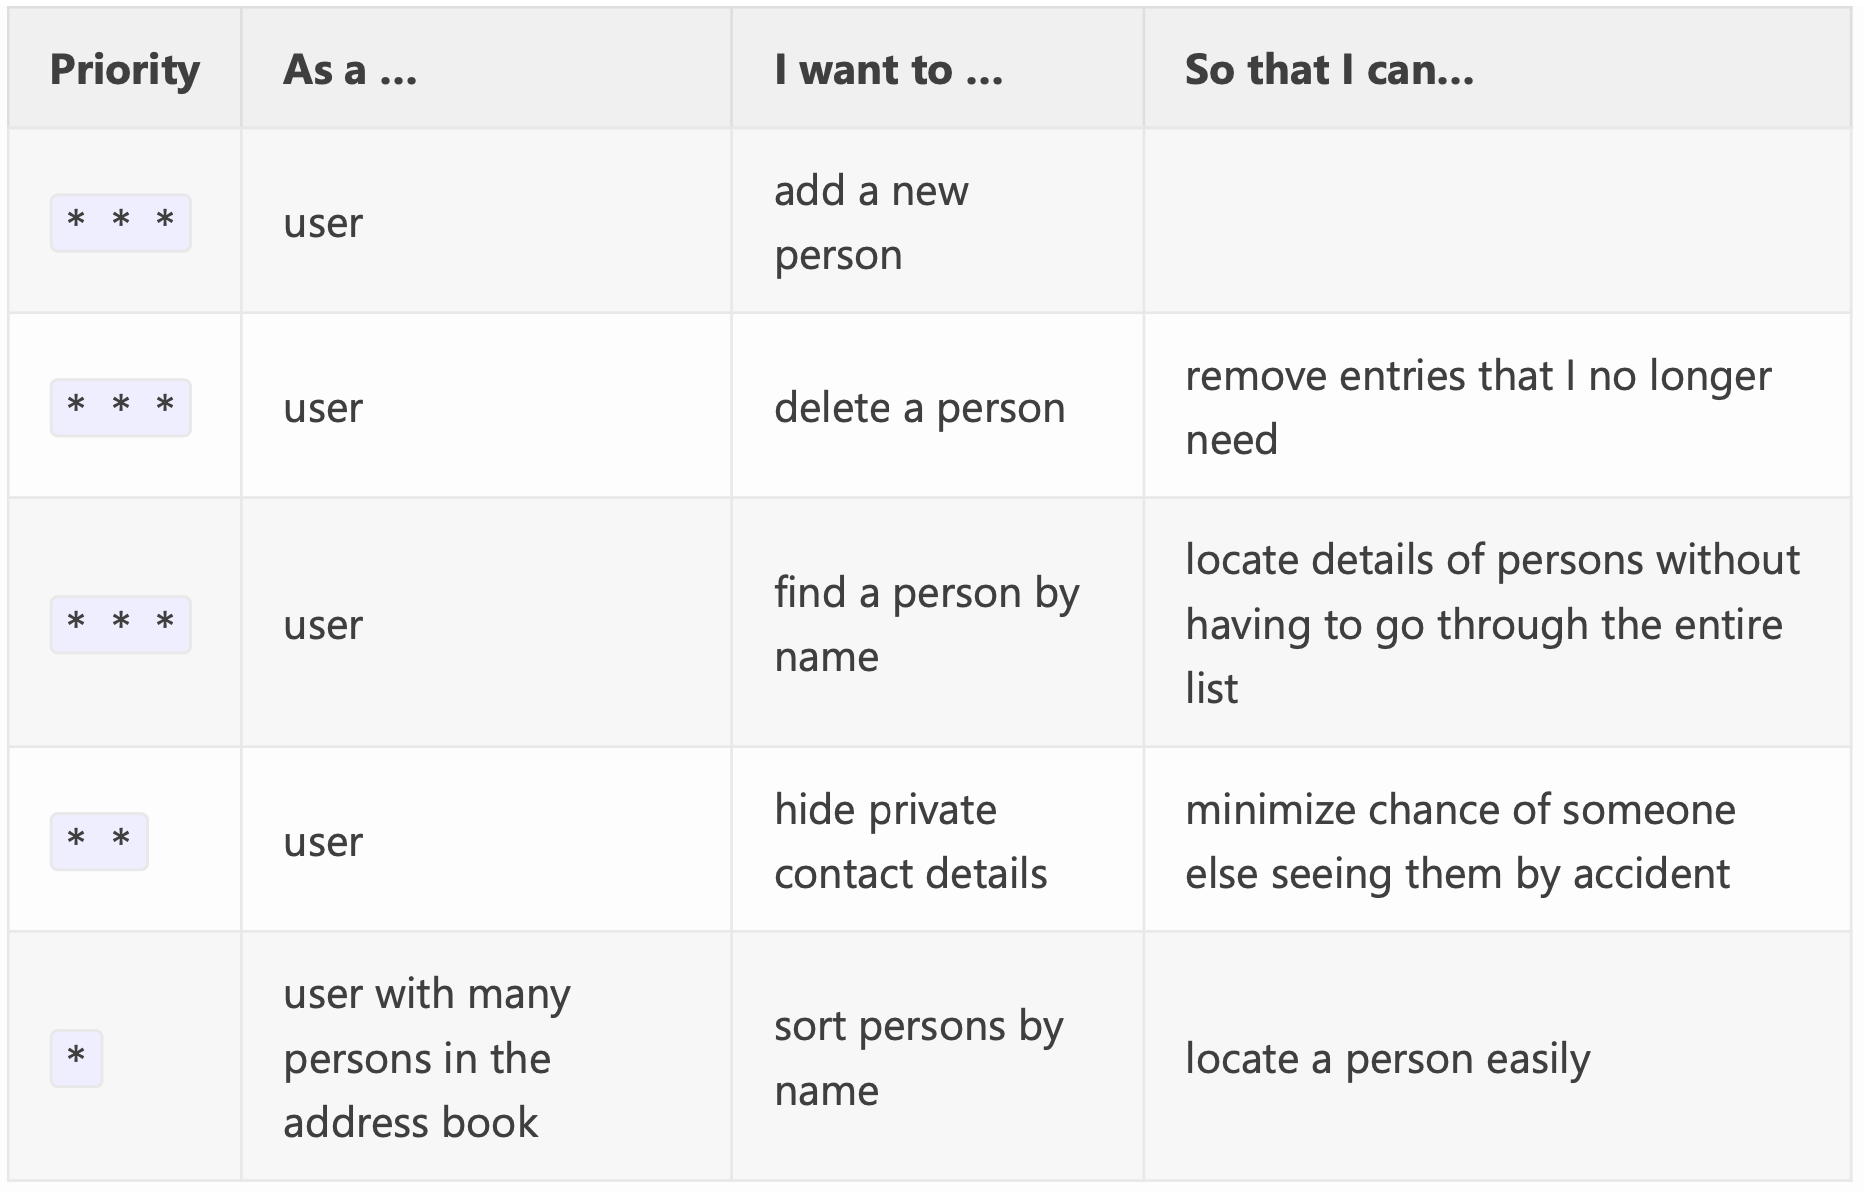 Priority As a ... I want to ... So that I can...
* * * user add a new
person
* * * user delete a person remove entries that I no longer
need
* * * user find a person by
name locate details of persons without
having to go through the entire
list
* * user hide private
contact details minimize chance of someone
else seeing them by accident
* user with many
persons in the
address book sort persons by
name locate a person easily